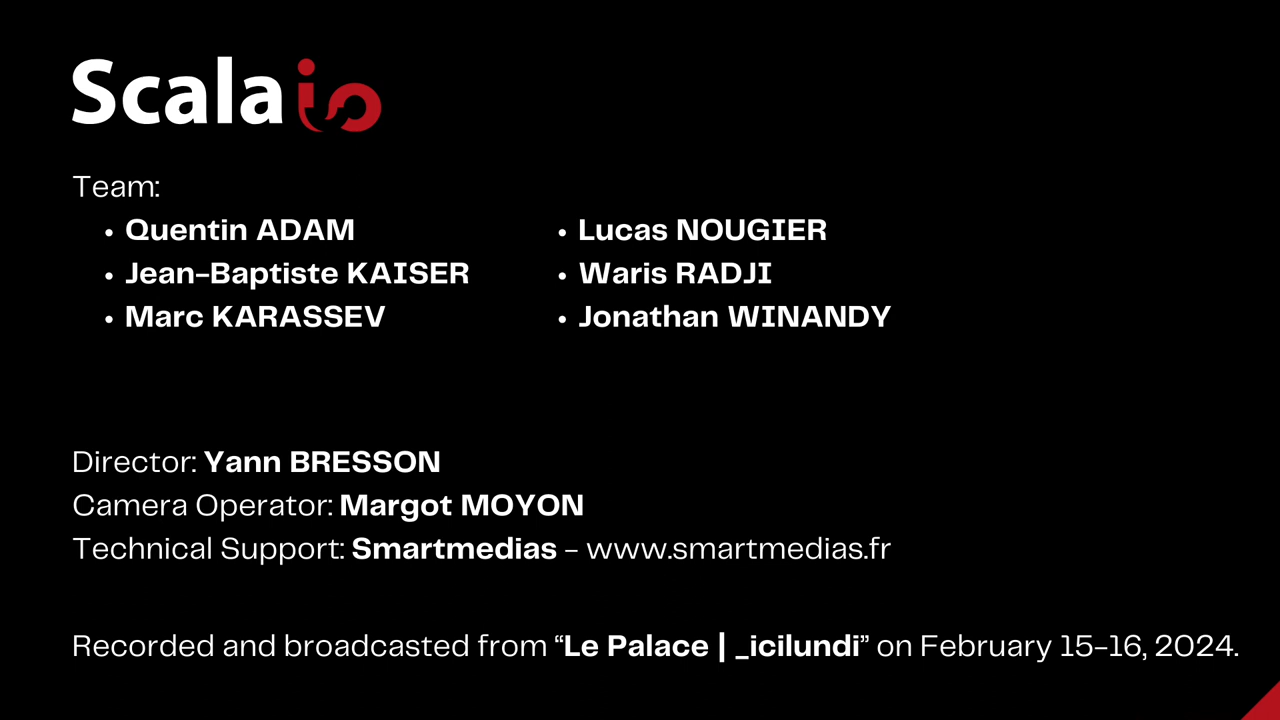 Scala io
Team:
• Quentin ADAM
• Jean-Baptiste KAISER
• Marc KARASSEV
• Lucas NOUGIER
• Waris RADJI
• Jonathan WINANDY
Director: Yann BRESSON
Camera Operator: Margot MOYON
Technical Support: Smartmedias - www.smartmedias.fr
Recorded and broadcasted from “Le Palace | _icilundi” on February 15-16, 2024.